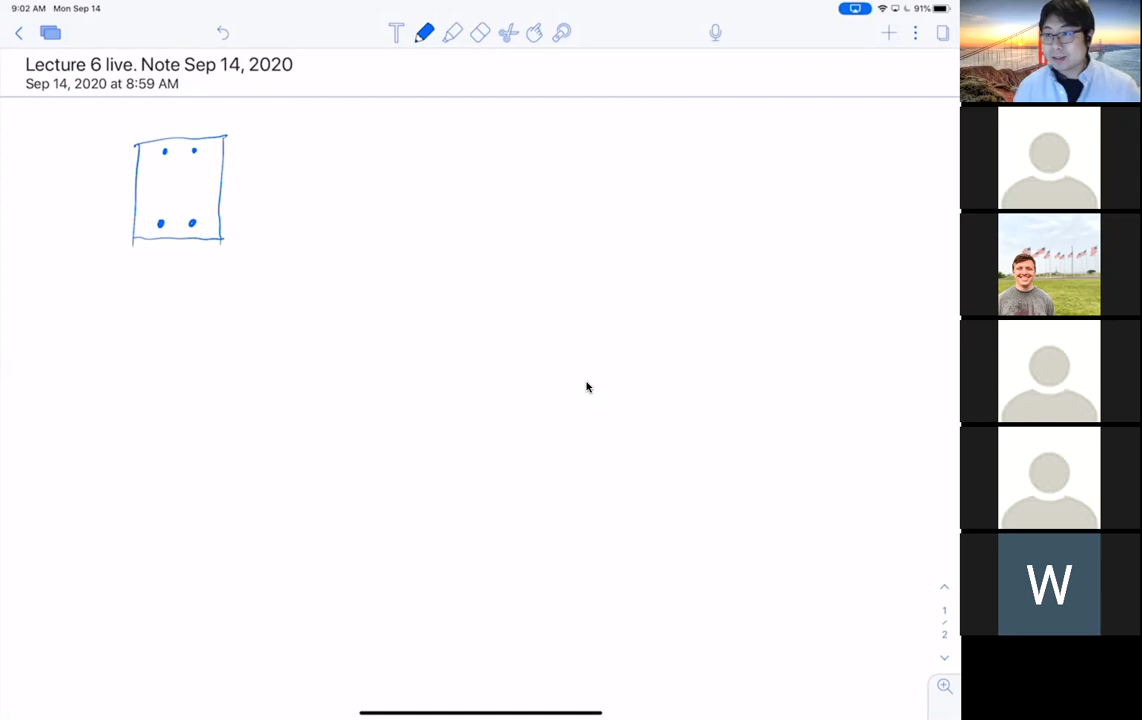 9:02 AM Mon Sep 14
91%
T
Lecture 6 live. Note Sep 14, 2020
Sep 14, 2020 at 8:59 AM
W
1
/
2